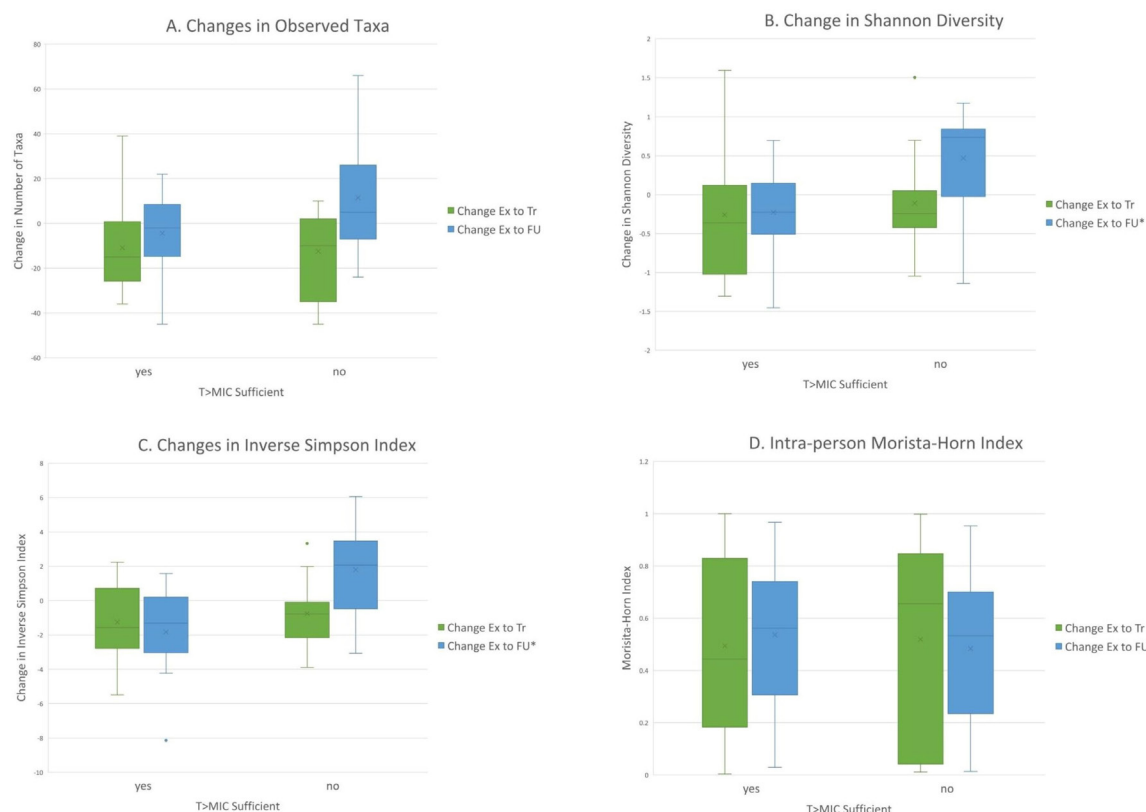 A. Changes in Observed Taxa
80
60
40
20
-0
-20
-40
-60
Change in Number of Taxa
yes
no
T>MIC Sufficient
Change Ex to Tr
Change Ex to FU
B. Change in Shannon Diversity
2
1.5
1
0.5
0
-0.5
-1
-1.5
-2
Change in Shannon Diversity
yes
no
T>MIC Sufficient
Change Ex to Tr
Change Ex to FU*
C. Changes in Inverse Simpson Index
8
6
4
2
0
-2
-4
-6
-8
-10
Change in Inverse Simpson Index
yes
no
T>MIC Sufficient
Change Ex to Tr
Change Ex to FU*
D. Intra-person Morista-Horn Index
1.2
1
0.8
0.6
0.4
0.2
0
Morisita-Horn Index
yes
no
T>MIC Sufficient
Change Ex to Tr
Change Ex to FL